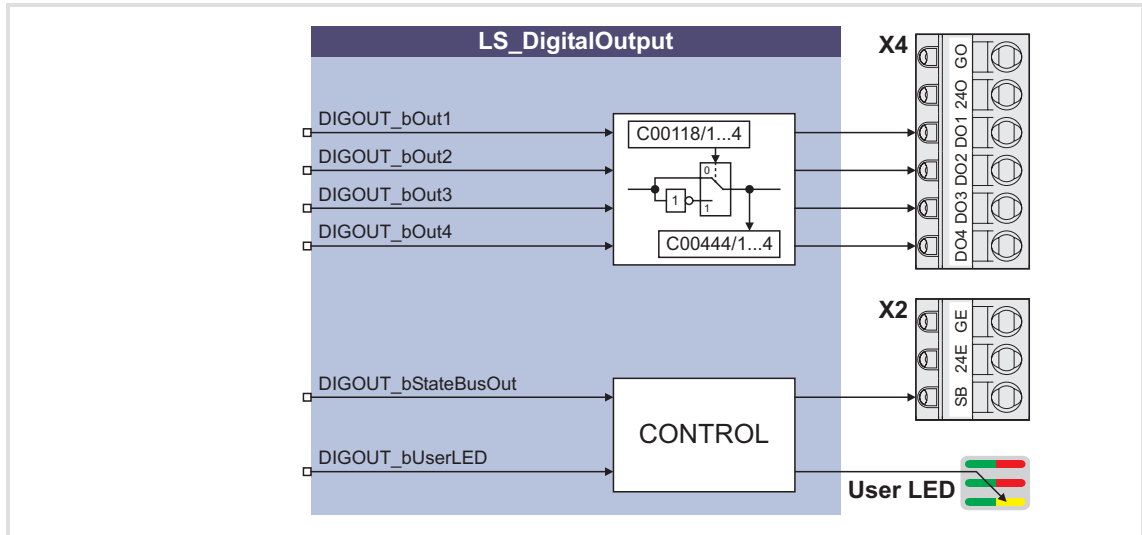 LS_DigitalOutput
X4
GO
24O
DO1
DO2
DO3
DO4
DIGOUT_bOut1
DIGOUT_bOut2
DIGOUT_bOut3
DIGOUT_bOut4
C00118/1...4
0
1
1
C00444/1...4
X2
GE
24E
SB
DIGOUT_bStateBusOut
DIGOUT_bUserLED
CONTROL
User LED